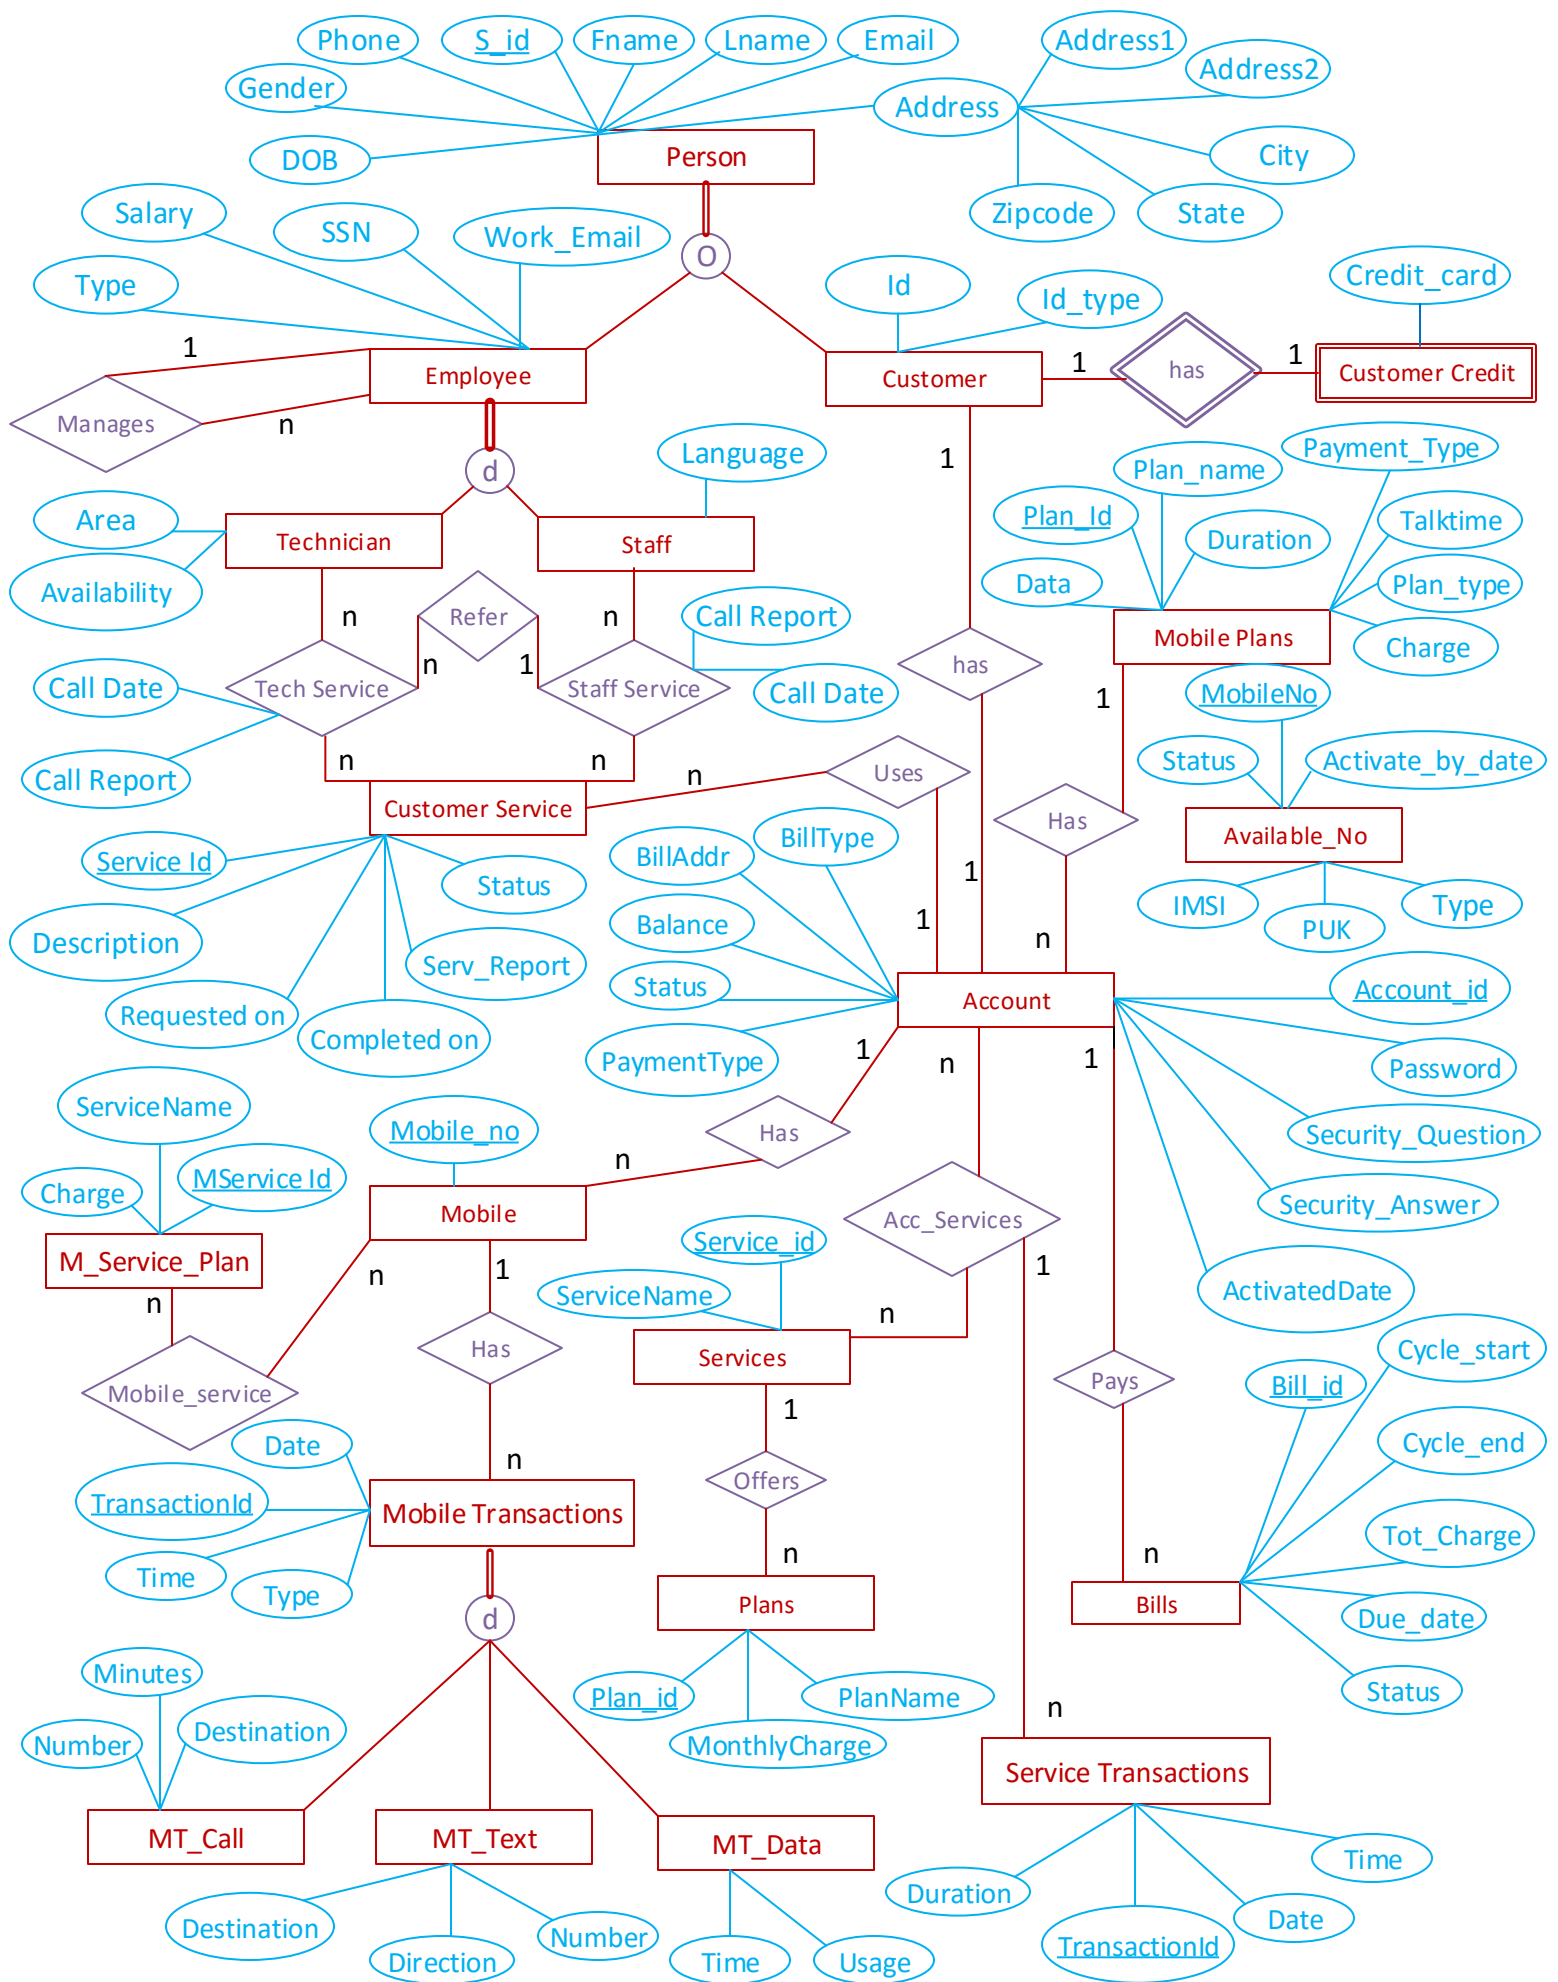 Phone
S_id
Fname
Lname
Email
Address1
Address2
Gender
Address
DOB
Person
City
Zipcode
State
Salary
SSN
Work_Email
O
Type
Id
Id_type
Credit_card
1
Employee
Customer
1
has
1
Customer Credit
Manages
n
d
Language
1
Plan_name
Payment_Type
Area
Technician
Staff
Plan_Id
Duration
Talktime
Availability
Data
Plan_type
n
Refer
n
Call Report
Mobile Plans
Charge
n
1
has
Call Date
Tech Service
Staff Service
Call Date
1
MobileNo
Call Report
n
n
n
Uses
Status
Activate_by_date
Customer Service
Has
Available_No
Service Id
Status
BillAddr
BillType
1
IMSI
PUK
Type
Description
Serv_Report
Balance
1
n
Requested on
Completed on
Status
Account
Account_id
PaymentType
1
n
1
Password
ServiceName
Mobile_no
Has
Security_Question
n
Charge
MService Id
Mobile
Acc_Services
Security_Answer
M_Service_Plan
n
1
Service_id
1
ActivatedDate
n
ServiceName
n
Has
Services
Cycle_start
Mobile_service
Pays
Bill_id
1
Date
n
Offers
Cycle_end
TransactionId
Mobile Transactions
n
n
Tot_Charge
Time
Type
d
Plans
Bills
Due_date
Minutes
Plan_id
PlanName
Status
Number
Destination
MonthlyCharge
n
Service Transactions
MT_Call
MT_Text
MT_Data
Time
Duration
Destination
Direction
Number
Time
Usage
TransactionId
Date